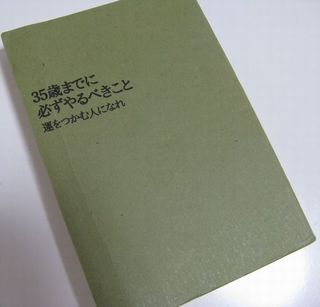 35歳までに
必ずやるべきこと
運をつかむ人になれ